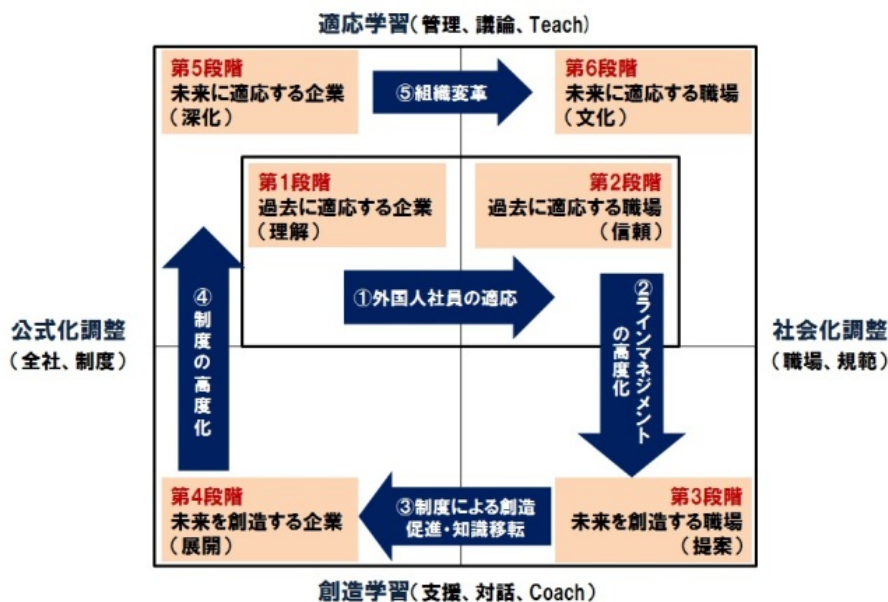 適応学習(管理、議論、Teach)
第5段階
未来に適応する企業
(深化)
⑤組織変革
第6段階
未来に適応する職場
(文化)
第1段階
過去に適応する企業
(理解)
第2段階
過去に適応する職場
(信頼)
①外国人社員の適応
②ラインマネジメント
の高度化
④制度の高度化
公式化調整
(全社、制度)
社会化調整
(職場、規範)
第4段階
未来を創造する企業
(展開)
③制度による創造
促進・知識移転
第3段階
未来を創造する職場
(提案)
創造学習(支援、対話、Coach)